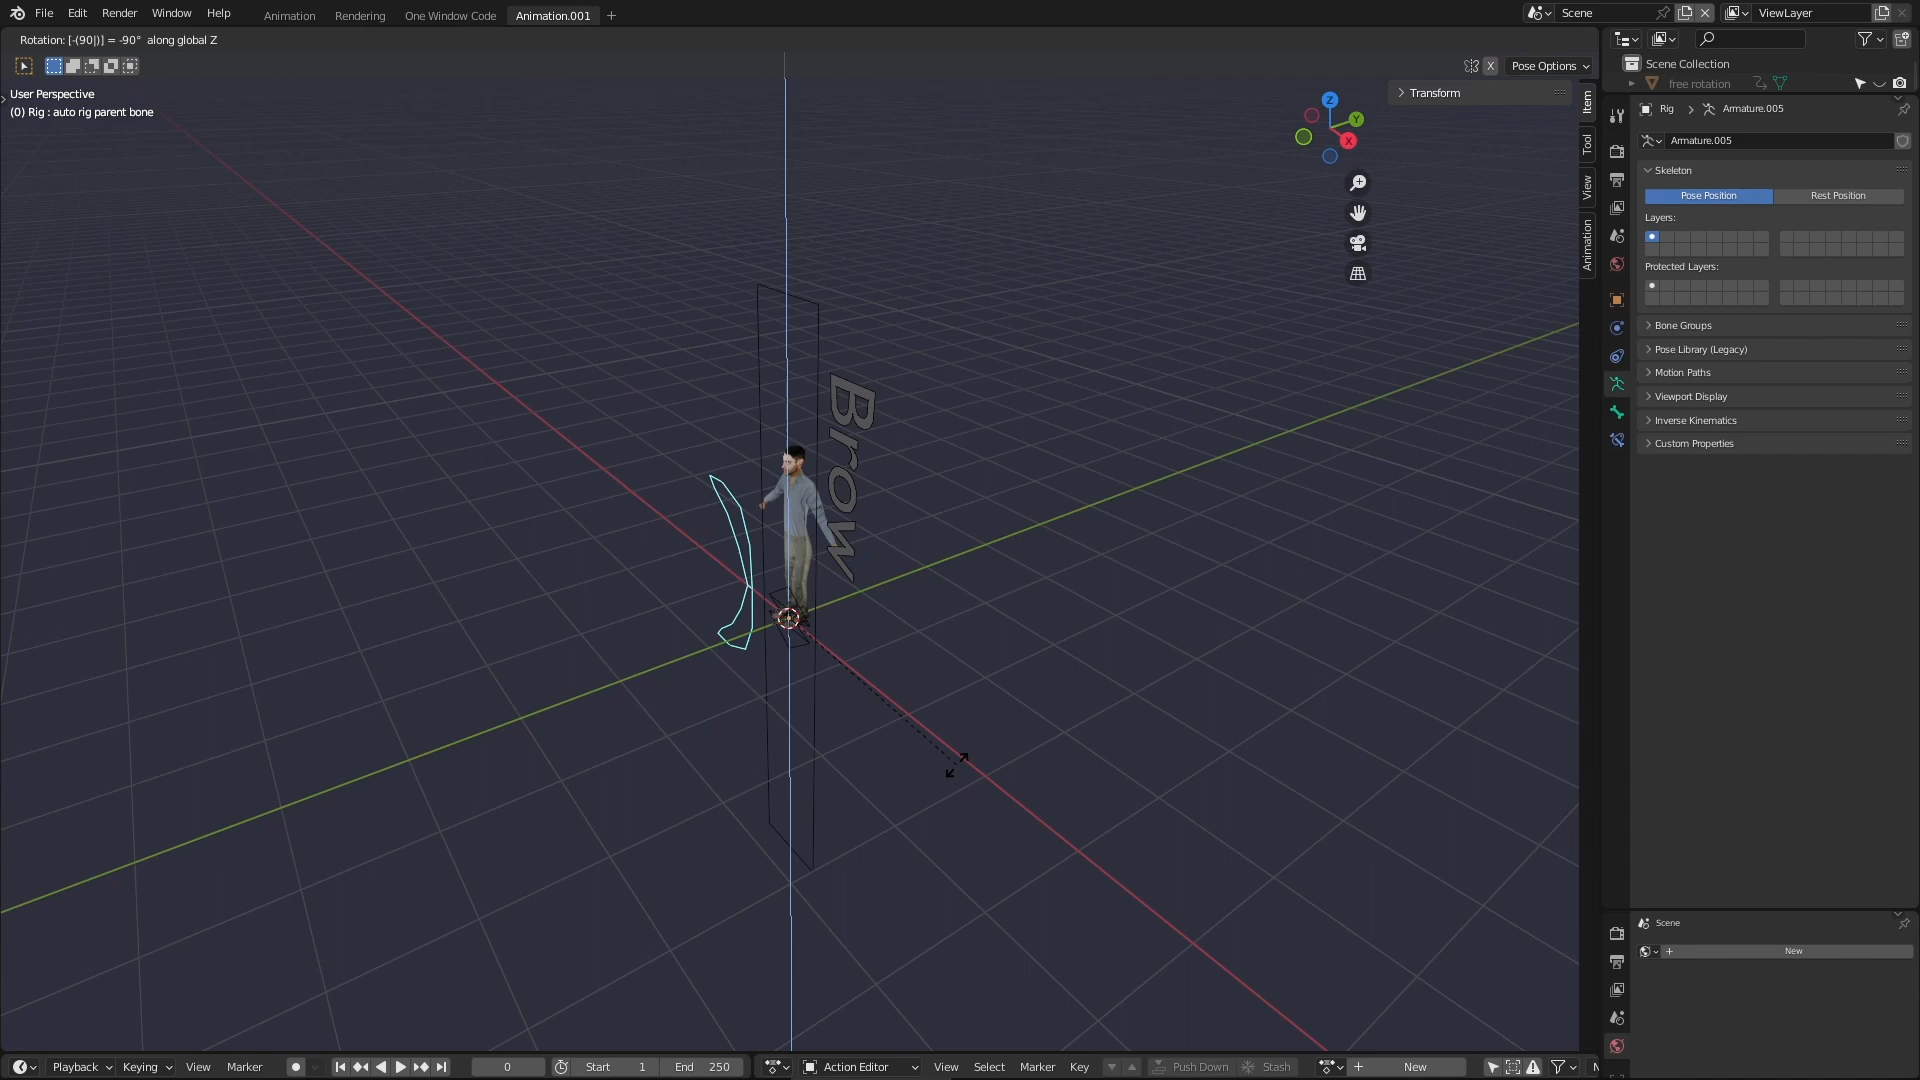 File Edit Render Window Help Animation Rendering One Window Code Animation.001 + Scene ViewLayer
Rotation: [-(90|)] = -90° along global Z
X Pose Options
Scene Collection
free rotation
User Perspective
(0) Rig : auto rig parent bone
Transform
Item
Tool
View
Animation
Z
Y
X
Rig > Armature.005
Armature.005
Skeleton
Pose Position Rest Position
Layers:
Protected Layers:
Bone Groups
Pose Library (Legacy)
Motion Paths
Viewport Display
Inverse Kinematics
Custom Properties
Brow
Scene
+ New
Playback Keying View Marker 0 Start 1 End 250 Action Editor View Select Marker Key Push Down Stash + New N